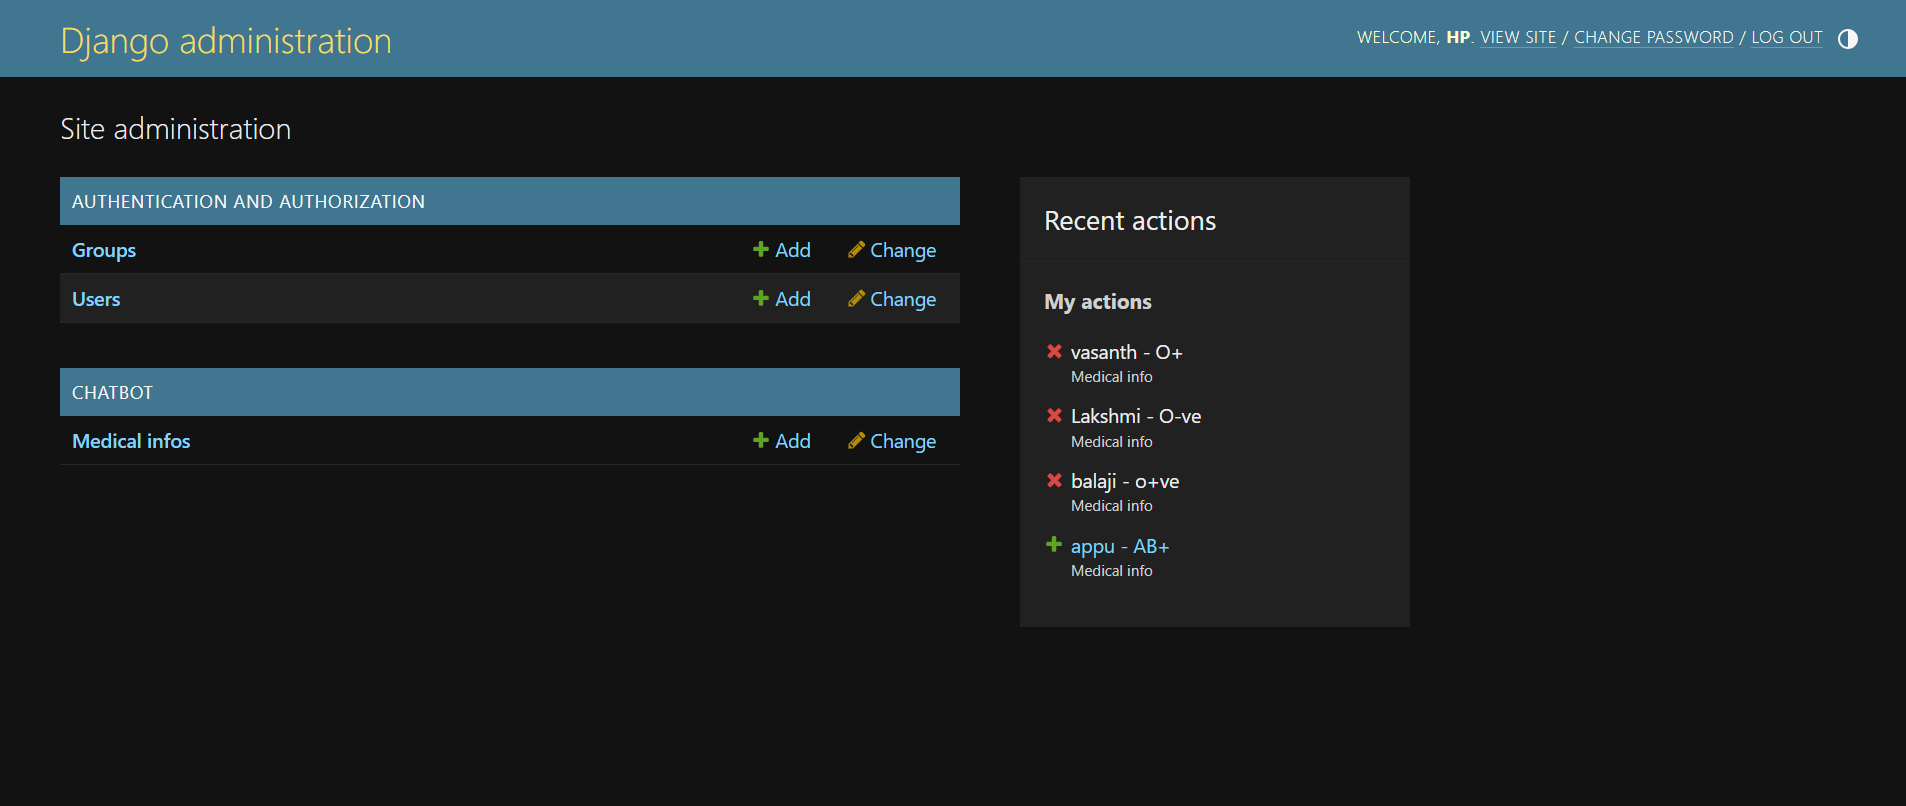 Django administration
WELCOME, HP. VIEW SITE / CHANGE PASSWORD / LOG OUT
Site administration
AUTHENTICATION AND AUTHORIZATION
Groups Add Change
Users Add Change
CHATBOT
Medical infos Add Change
Recent actions
My actions
vasanth - O+
Medical info
Lakshmi - O-ve
Medical info
balaji - o+ve
Medical info
appu - AB+
Medical info